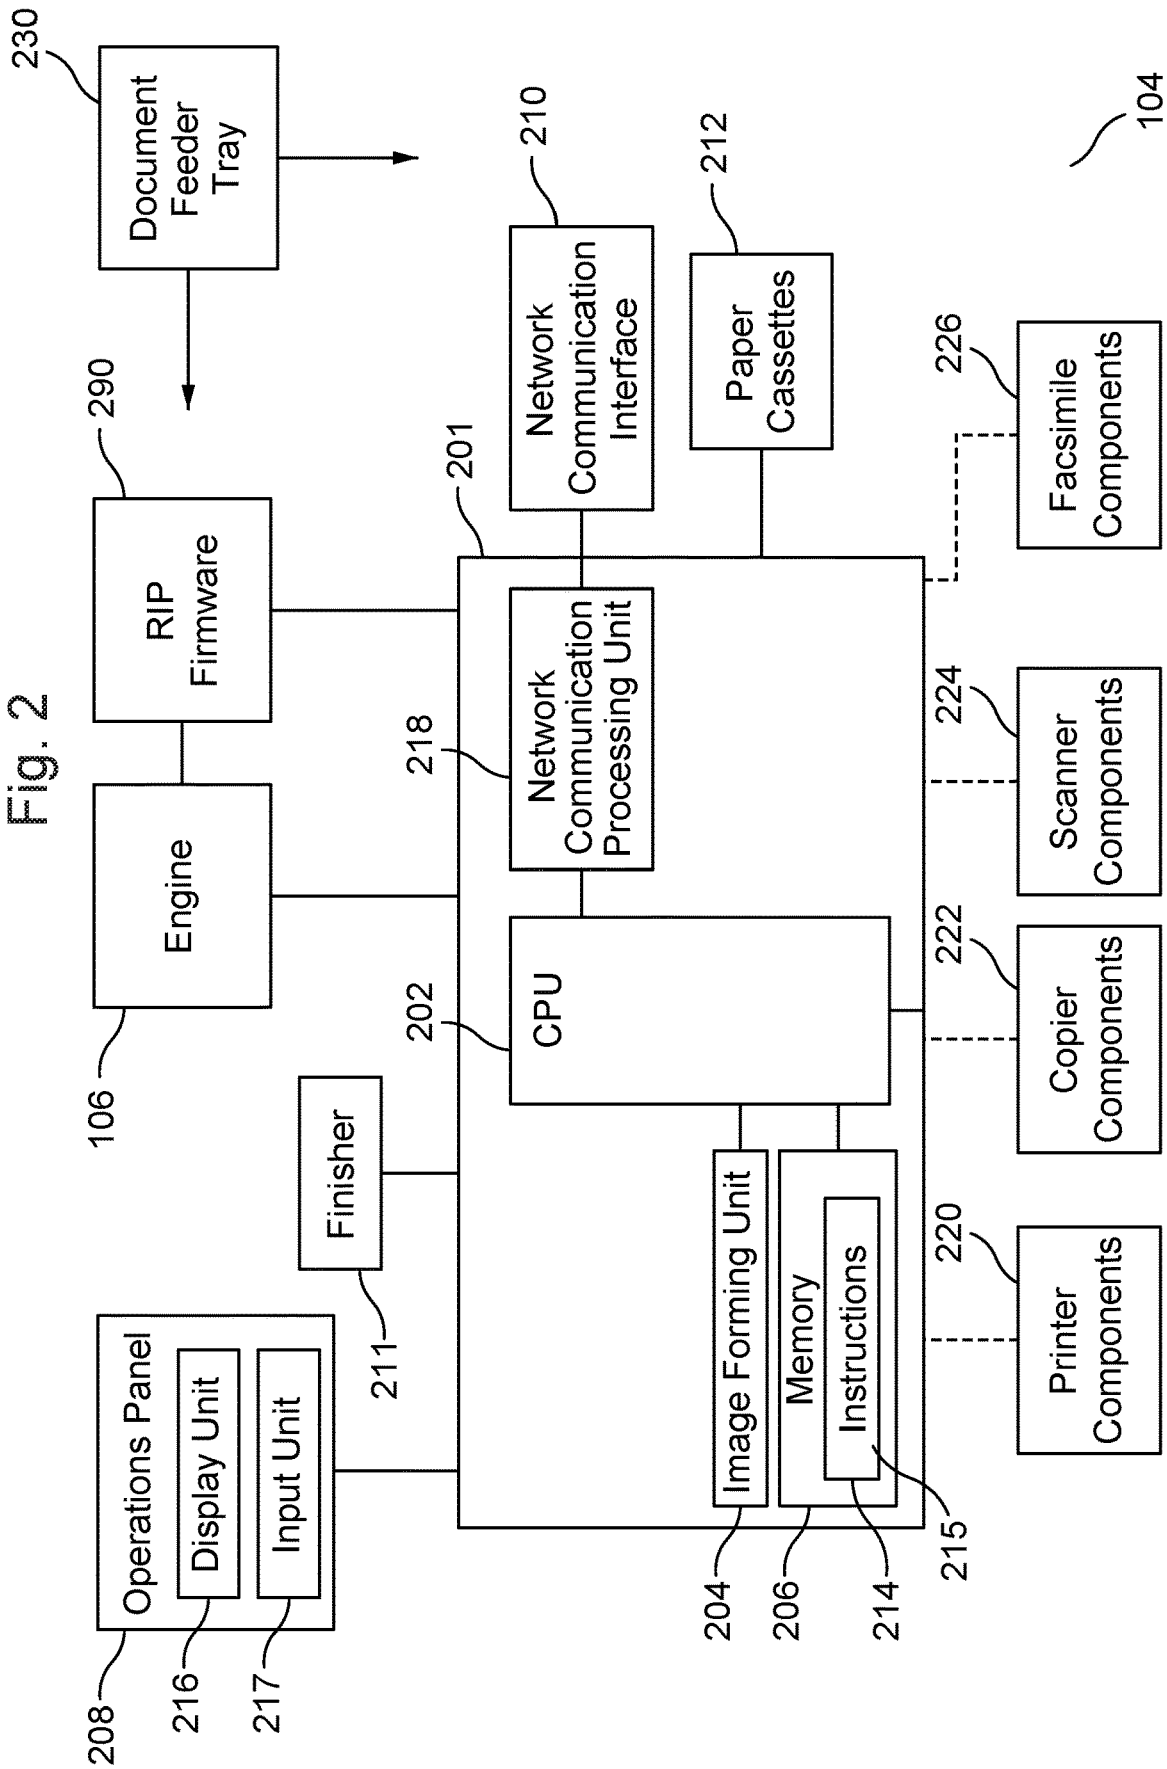 Fig. 2
208
Operations Panel
216
Display Unit
217
Input Unit
211
Finisher
106
Engine
290
RIP
Firmware
230
Document
Feeder
Tray
201
202
CPU
218
Network
Communication
Processing Unit
210
Network
Communication
Interface
212
Paper
Cassettes
204
Image Forming Unit
206
Memory
214
Instructions
215
220
Printer
Components
222
Copier
Components
224
Scanner
Components
226
Facsimile
Components
104